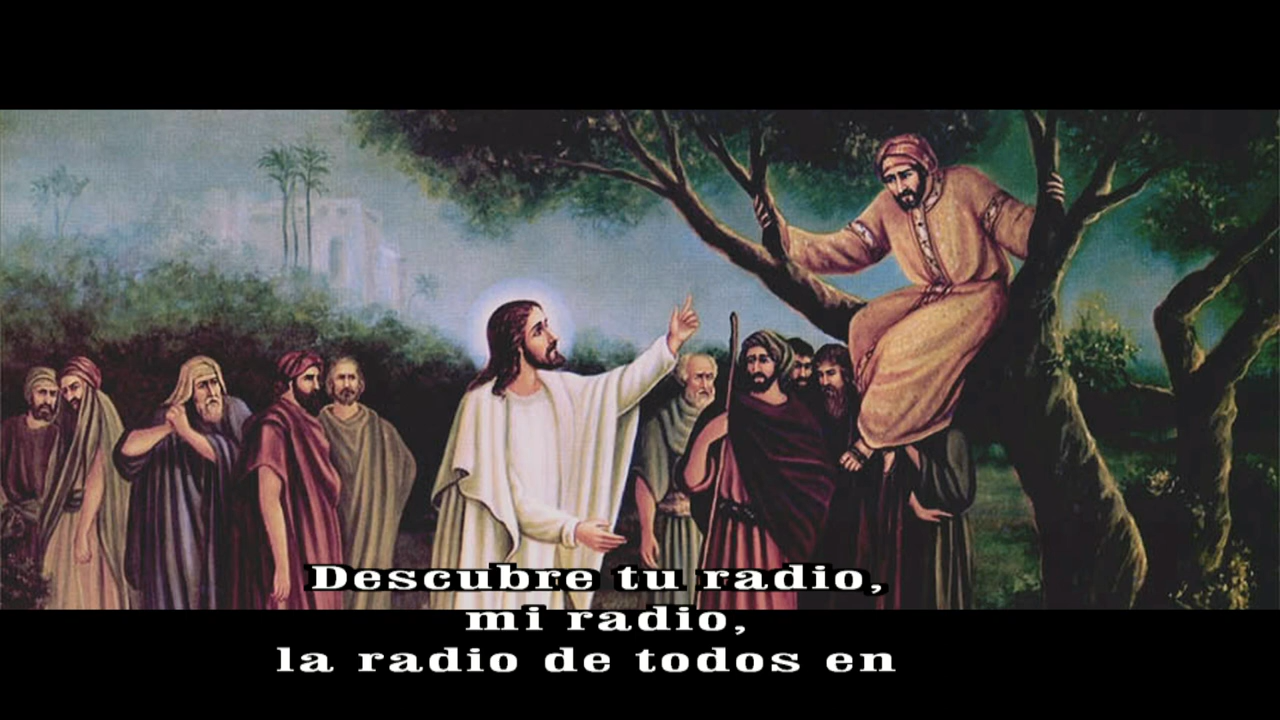 Descubre tu radio,
mi radio,
la radio de todos en